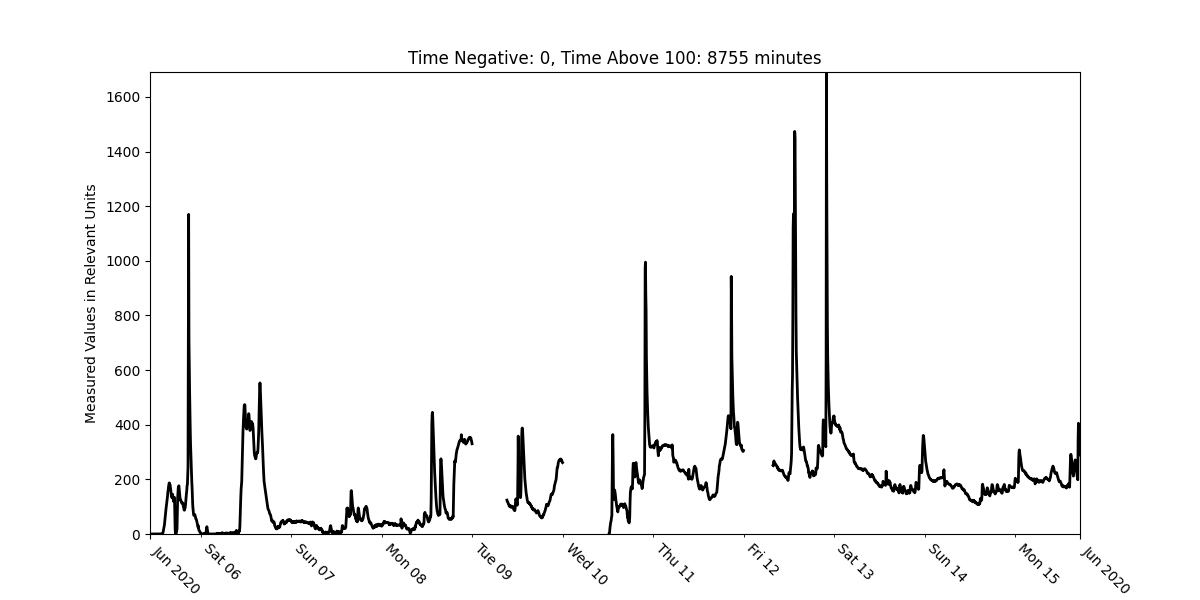 Time Negative: 0, Time Above 100: 8755 minutes
Measured Values in Relevant Units
1600
1400
1200
1000
800
600
400
200
0
Jun 2020
Sat 06
Sun 07
Mon 08
Tue 09
Wed 10
Thu 11
Fri 12
Sat 13
Sun 14
Mon 15
Jun 2020